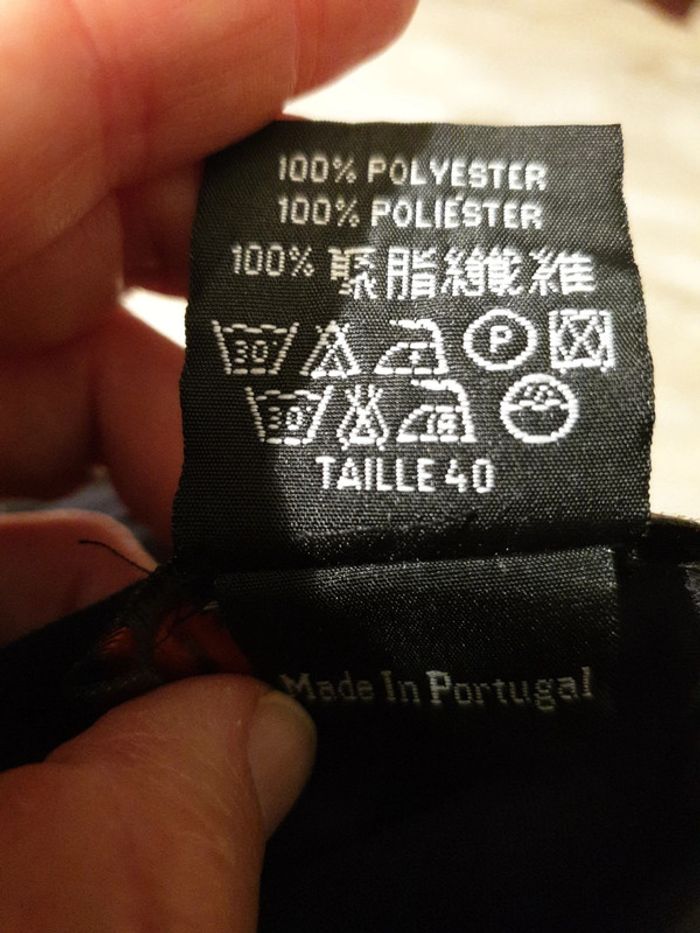 100% POLYESTER
100% POLIÉSTER
100% 聚脂纖維
30° P
30°
TAILLE 40
Made In Portugal